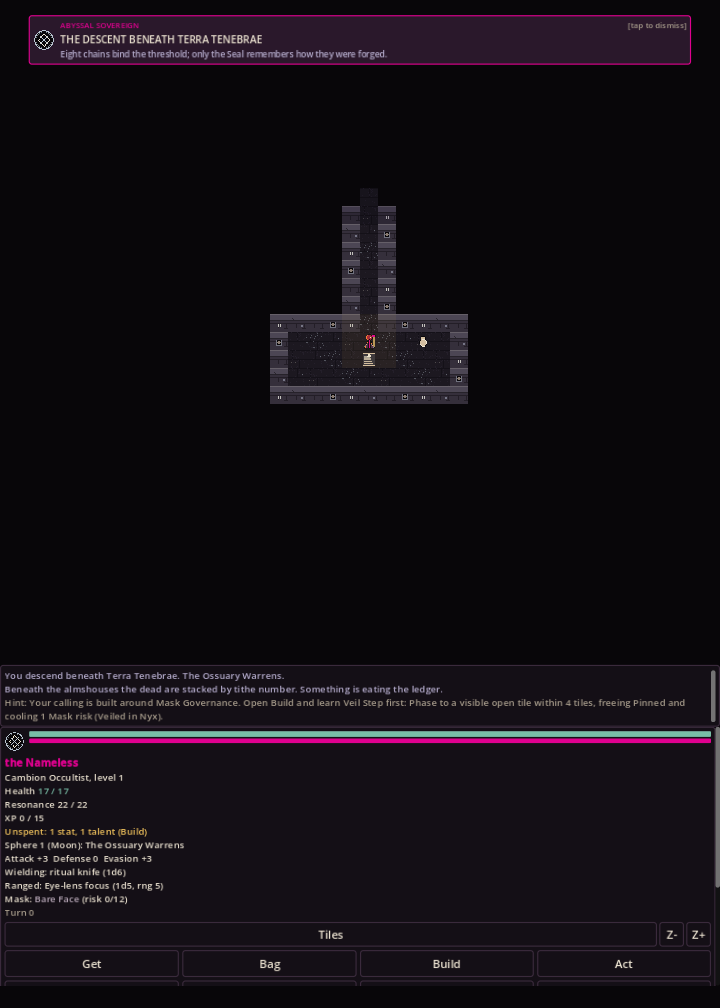 ABYSSAL SOVEREIGN
[tap to dismiss]
THE DESCENT BENEATH TERRA TENEBRAE
Eight chains bind the threshold; only the Seal remembers how they were forged.
You descend beneath Terra Tenebrae. The Ossuary Warrens.
Beneath the almshouses the dead are stacked by tithe number. Something is eating the ledger.
Hint: Your calling is built around Mask Governance. Open Build and learn Veil Step first: Phase to a visible open tile within 4 tiles, freeing Pinned and
cooling 1 Mask risk (Veiled in Nyx).
the Nameless
Cambion Occultist, level 1
Health 17 / 17
Resonance 22 / 22
XP 0 / 15
Unspent: 1 stat, 1 talent (Build)
Sphere 1 (Moon): The Ossuary Warrens
Attack +3 Defense 0 Evasion +3
Wielding: ritual knife (1d6)
Ranged: Eye-lens focus (1d5, rng 5)
Mask: Bare Face (risk 0/12)
Turn 0
Tiles
Z-
Z+
Get
Bag
Build
Act